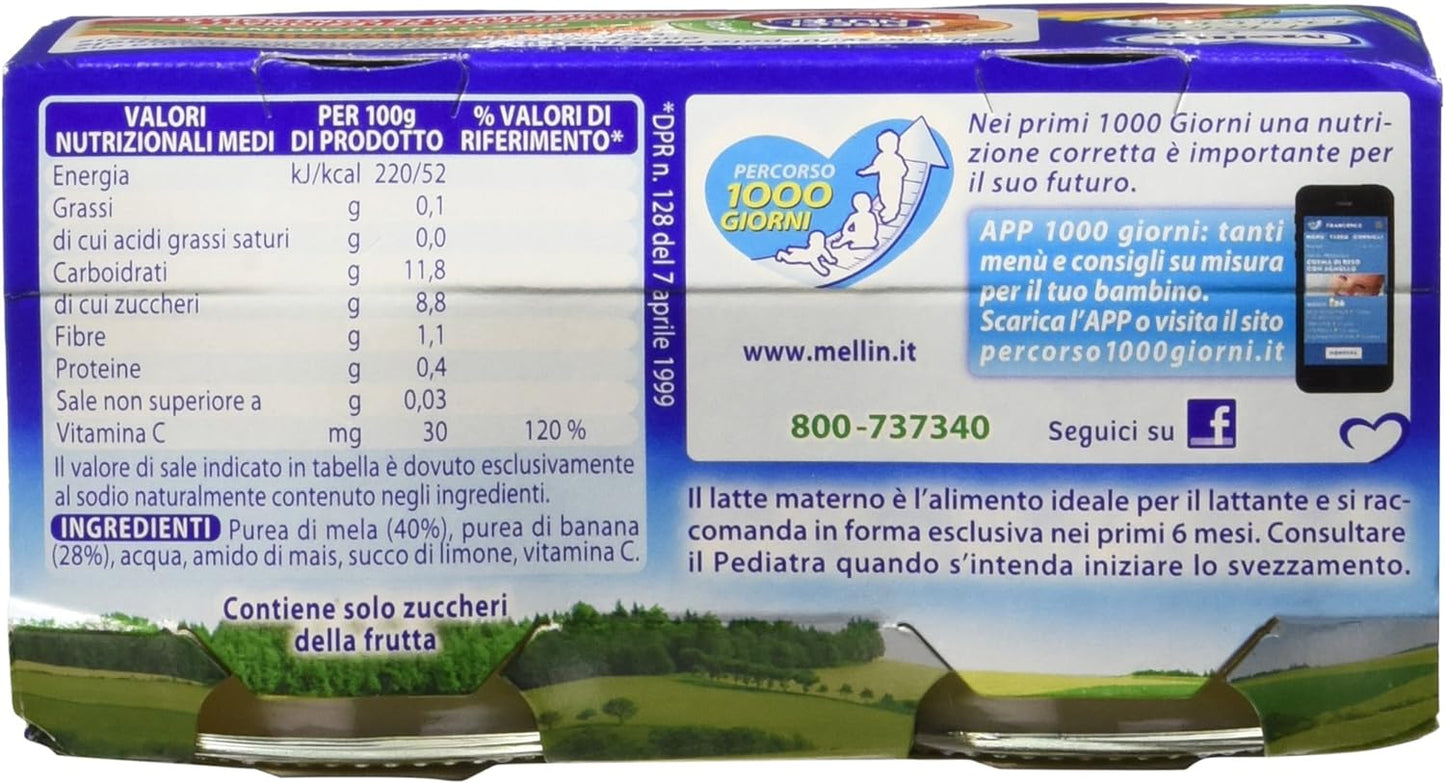 VALORI NUTRIZIONALI MEDI PER 100g DI PRODOTTO % VALORI DI RIFERIMENTO*
Energia kJ/kcal 220/52
Grassi g 0,1
di cui acidi grassi saturi g 0,0
Carboidrati g 11,8
di cui zuccheri g 8,8
Fibre g 1,1
Proteine g 0,4
Sale non superiore a g 0,03
Vitamina C mg 30 120 %
Il valore di sale indicato in tabella è dovuto esclusivamente
al sodio naturalmente contenuto negli ingredienti.
INGREDIENTI Purea di mela (40%), purea di banana
(28%), acqua, amido di mais, succo di limone, vitamina C.
*DPR n. 128 del 7 aprile 1999
Contiene solo zuccheri
della frutta
PERCORSO
1000
GIORNI
Nei primi 1000 Giorni una nutri-
zione corretta è importante per
il suo futuro.
APP 1000 giorni: tanti
menù e consigli su misura
per il tuo bambino.
Scarica l'APP o visita il sito
percorso1000giorni.it
www.mellin.it
800-737340
Seguici su f
Il latte materno è l'alimento ideale per il lattante e si rac-
comanda in forma esclusiva nei primi 6 mesi. Consultare
il Pediatra quando s'intenda iniziare lo svezzamento.
Mellin